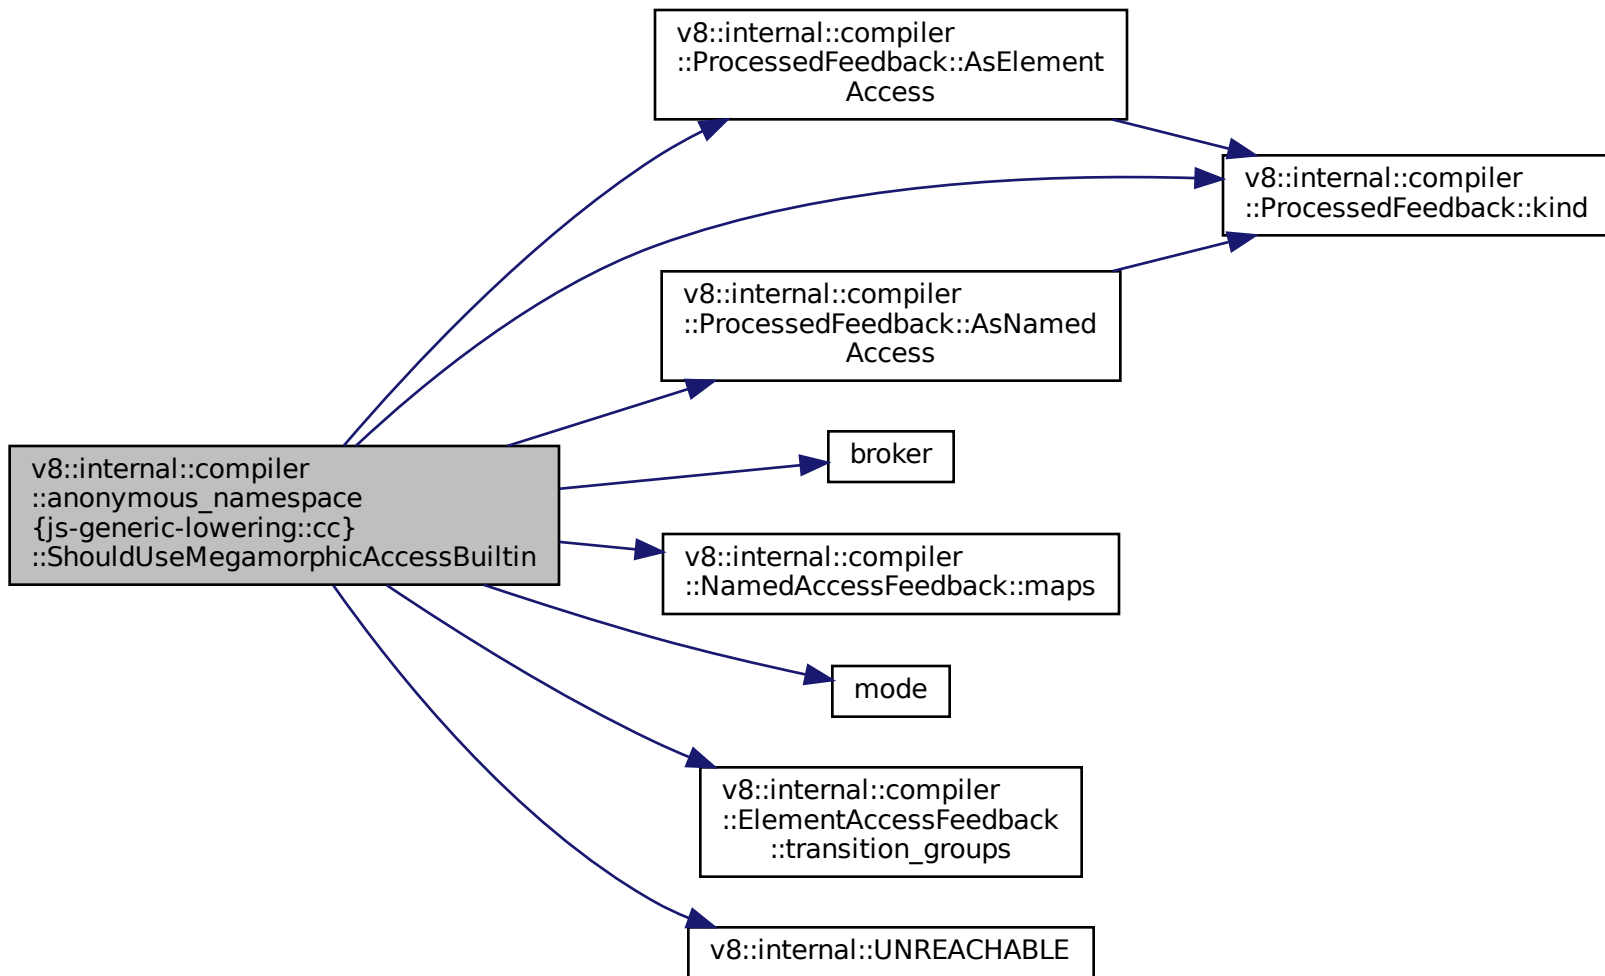 v8::internal::compiler
::ProcessedFeedback::AsElement
Access
v8::internal::compiler
::ProcessedFeedback::kind
v8::internal::compiler
::ProcessedFeedback::AsNamed
Access
v8::internal::compiler
::anonymous_namespace
{js-generic-lowering::cc}
::ShouldUseMegamorphicAccessBuiltin
broker
v8::internal::compiler
::NamedAccessFeedback::maps
mode
v8::internal::compiler
::ElementAccessFeedback
::transition_groups
v8::internal::UNREACHABLE